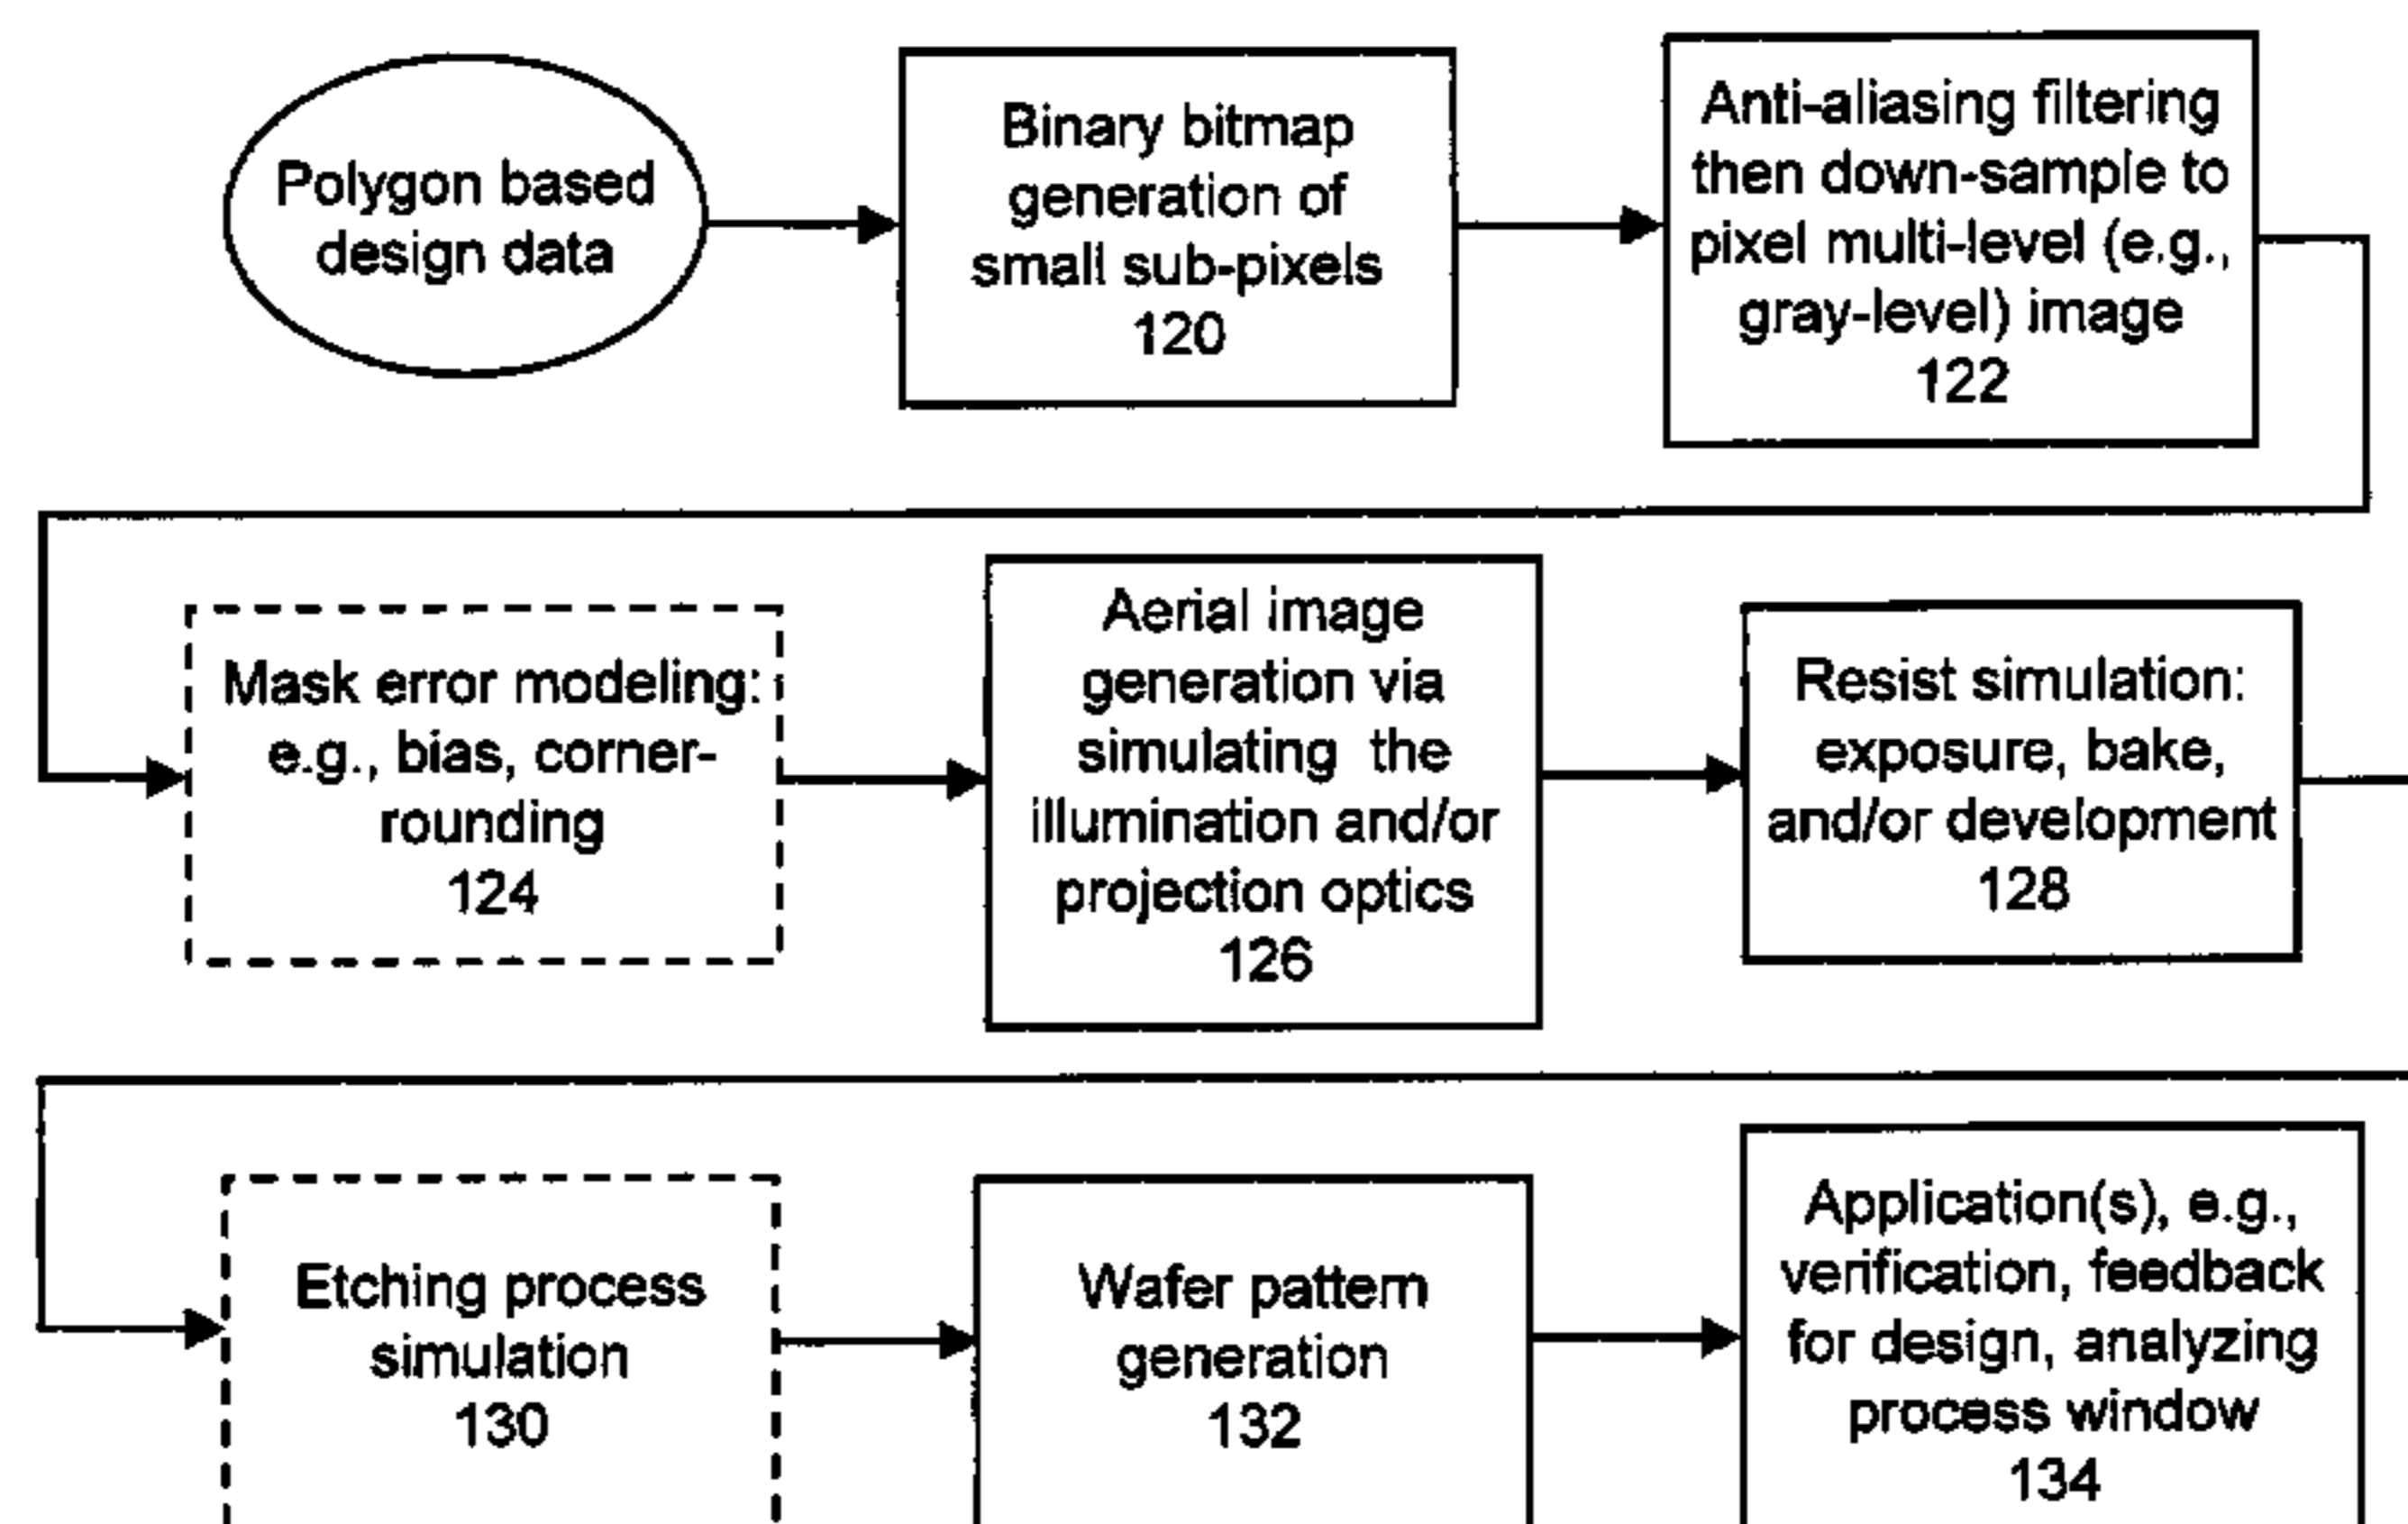 Polygon based
design data
Binary bitmap
generation of
small sub-pixels
120
Anti-aliasing filtering
then down-sample to
pixel multi-level (e.g.,
gray-level) image
122
Mask error modeling:
e.g., bias, corner-
rounding
124
Aerial image
generation via
simulating the
illumination and/or
projection optics
126
Resist simulation:
exposure, bake,
and/or development
128
Etching process
simulation
130
Wafer pattern
generation
132
Application(s), e.g.,
verification, feedback
for design, analyzing
process window
134